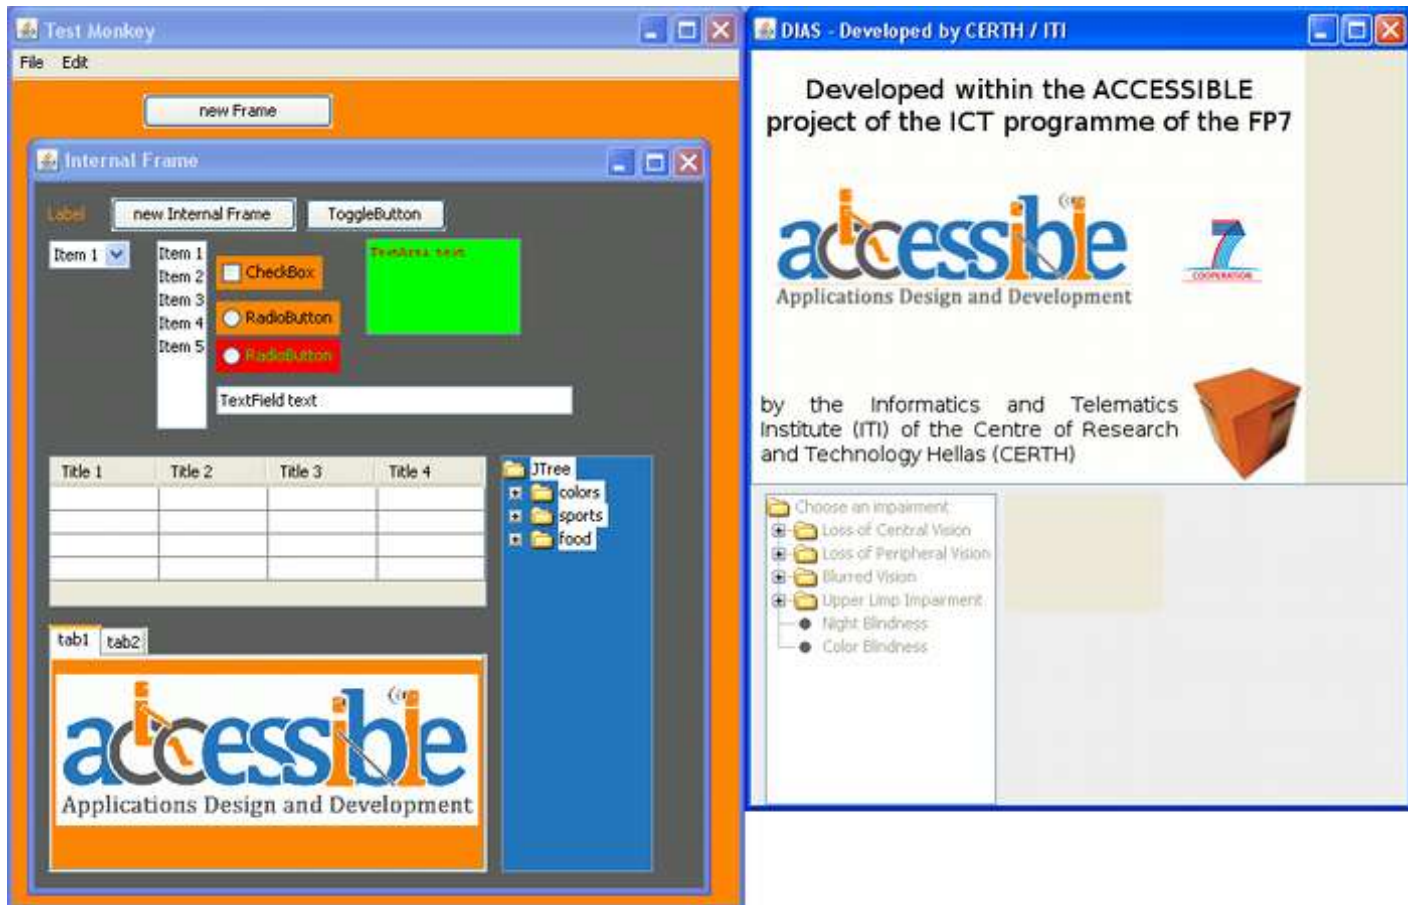 Test Monkey
File Edit
new Frame
Internal Frame
Label new Internal Frame ToggleButton
Item 1
Item 1
Item 2
Item 3
Item 4
Item 5
CheckBox
RadioButton
RadioButton
TextArea text
TextField text
Title 1 Title 2 Title 3 Title 4
JTree
colors
sports
food
tab1 tab2
accessible
Applications Design and Development
DIAS - Developed by CERTH / ITI
Developed within the ACCESSIBLE
project of the ICT programme of the FP7
accessible
Applications Design and Development
7
COOPERATION
by the Informatics and Telematics
Institute (ITI) of the Centre of Research
and Technology Hellas (CERTH)
Choose an impairment
Loss of Central Vision
Loss of Peripheral Vision
Blurred Vision
Upper Limp Impairment
Night Blindness
Color Blindness